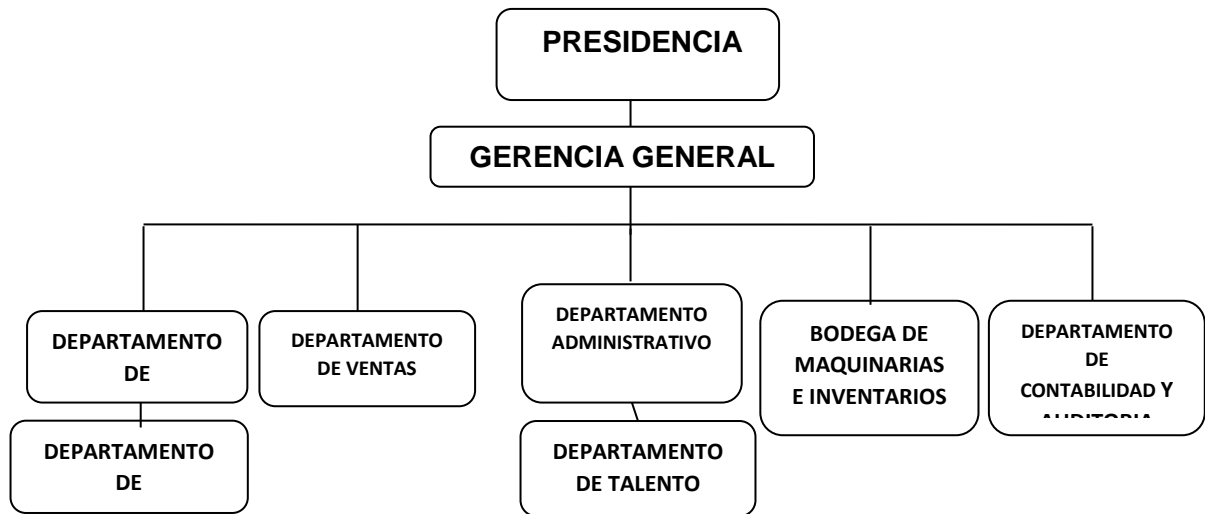 PRESIDENCIA
GERENCIA GENERAL
DEPARTAMENTO
DE
DEPARTAMENTO
DE VENTAS
DEPARTAMENTO
ADMINISTRATIVO
BODEGA DE
MAQUINARIAS
E INVENTARIOS
DEPARTAMENTO
DE
CONTABILIDAD Y
AUDITORIA
DEPARTAMENTO
DE
DEPARTAMENTO
DE TALENTO